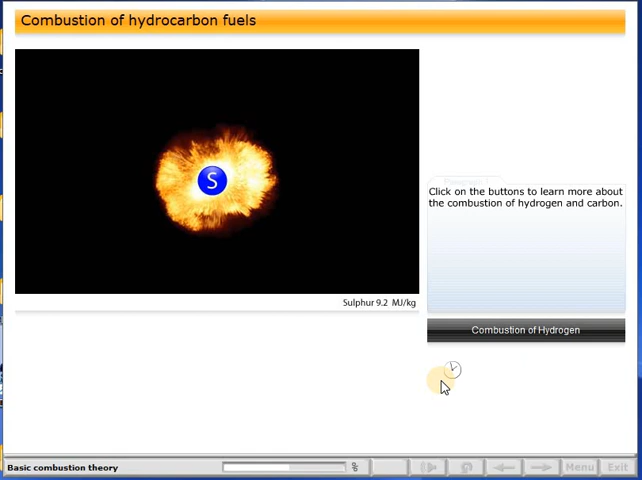 Combustion of hydrocarbon fuels
S
Sulphur 9.2 MJ/kg
Click on the buttons to learn more about
the combustion of hydrogen and carbon.
Combustion of Hydrogen
Basic combustion theory
Menu
Exit